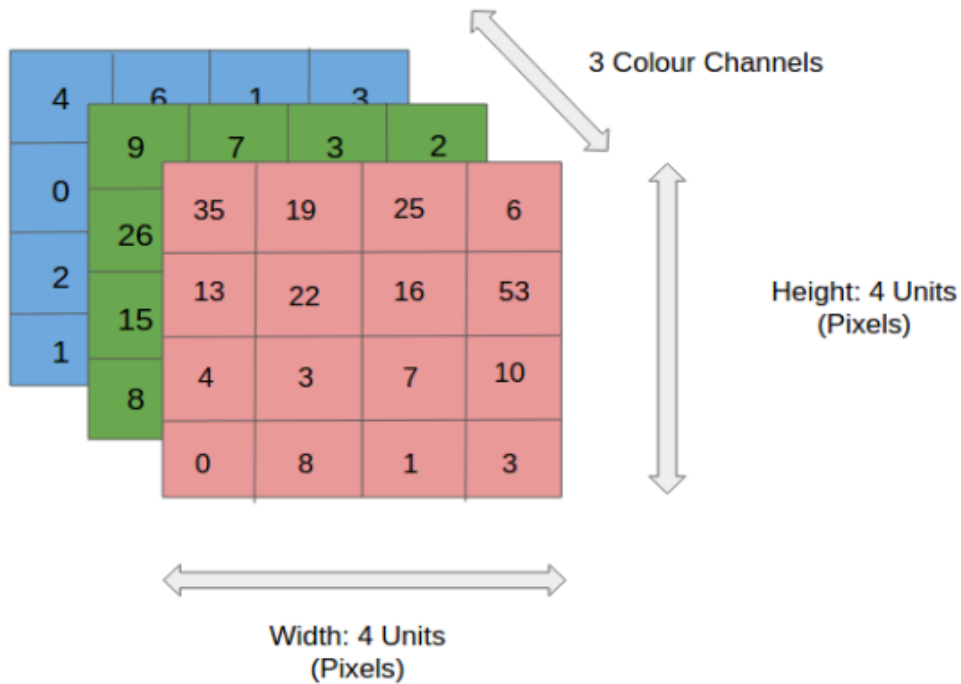 3 Colour Channels
4 6 1 3
9 7 3 2
0
35 19 25 6
26
2
13 22 16 53
Height: 4 Units
(Pixels)
15
1
4 3 7 10
8
0 8 1 3
Width: 4 Units
(Pixels)